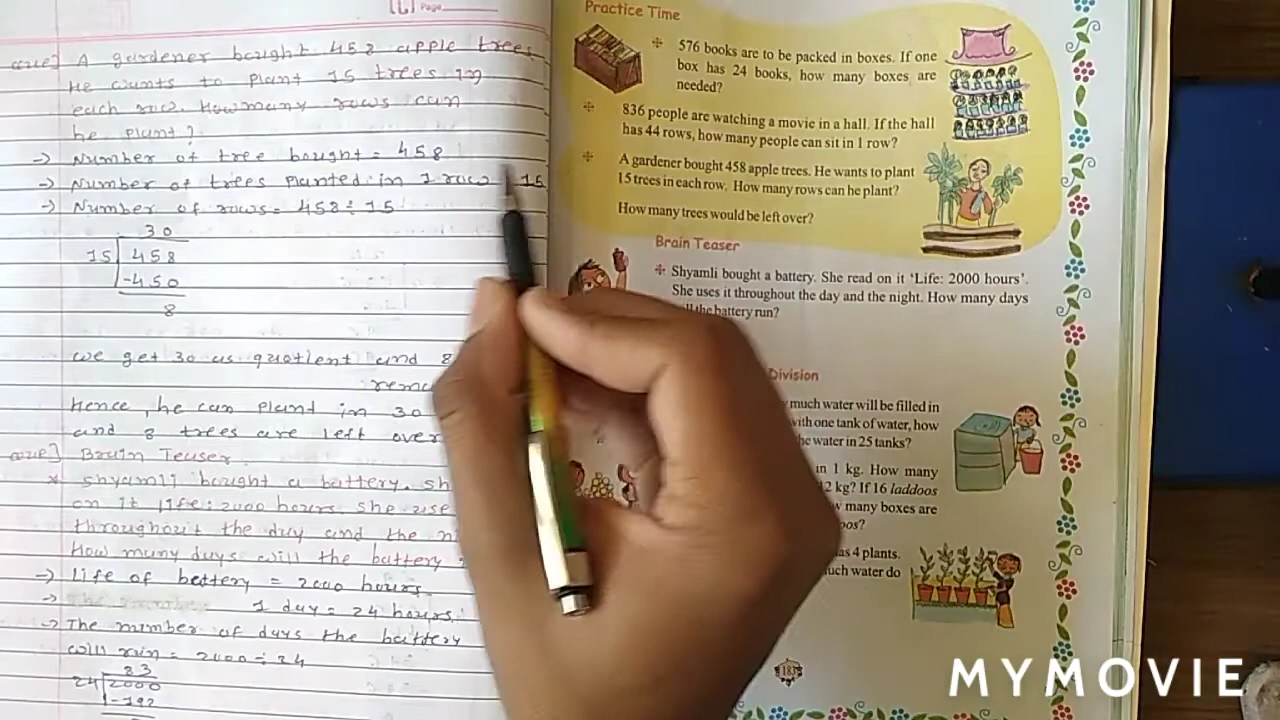 Page
que] A gardener bought 458 apple trees.
He wants to plant 15 trees in
each row. How many rows can
he plant?
-> Number of tree bought = 458
-> Number of trees planted in 1 row 15
-> Number of rows = 458 ÷ 15
30
15 458
-450
8
We get 30 as quotient and 8
rema
Hence, he can plant in 30
and 8 trees are left over
que] Brain Teaser
* Shyamli bought a battery. Sh
on it life: 2000 hours she use
throughout the day and the n
How many days will the battery
-> Life of bettery = 2000 hours.
-> 1 day = 24 hours.
-> The number of days the battery
will run = 2000 ÷ 24
83
24 2000
-192
Practice Time
576 books are to be packed in boxes. If one
box has 24 books, how many boxes are
needed?
836 people are watching a movie in a hall. If the hall
has 44 rows, how many people can sit in 1 row?
A gardener bought 458 apple trees. He wants to plant
15 trees in each row. How many rows can he plant?
How many trees would be left over?
Brain Teaser
Shyamli bought a battery. She read on it ‘Life: 2000 hours’.
She uses it throughout the day and the night. How many days
the battery run?
Division
much water will be filled in
with one tank of water, how
he water in 25 tanks?
in 1 kg. How many
2 kg? If 16 laddoos
many boxes are
oos?
as 4 plants.
uch water do
183
MYMOVIE